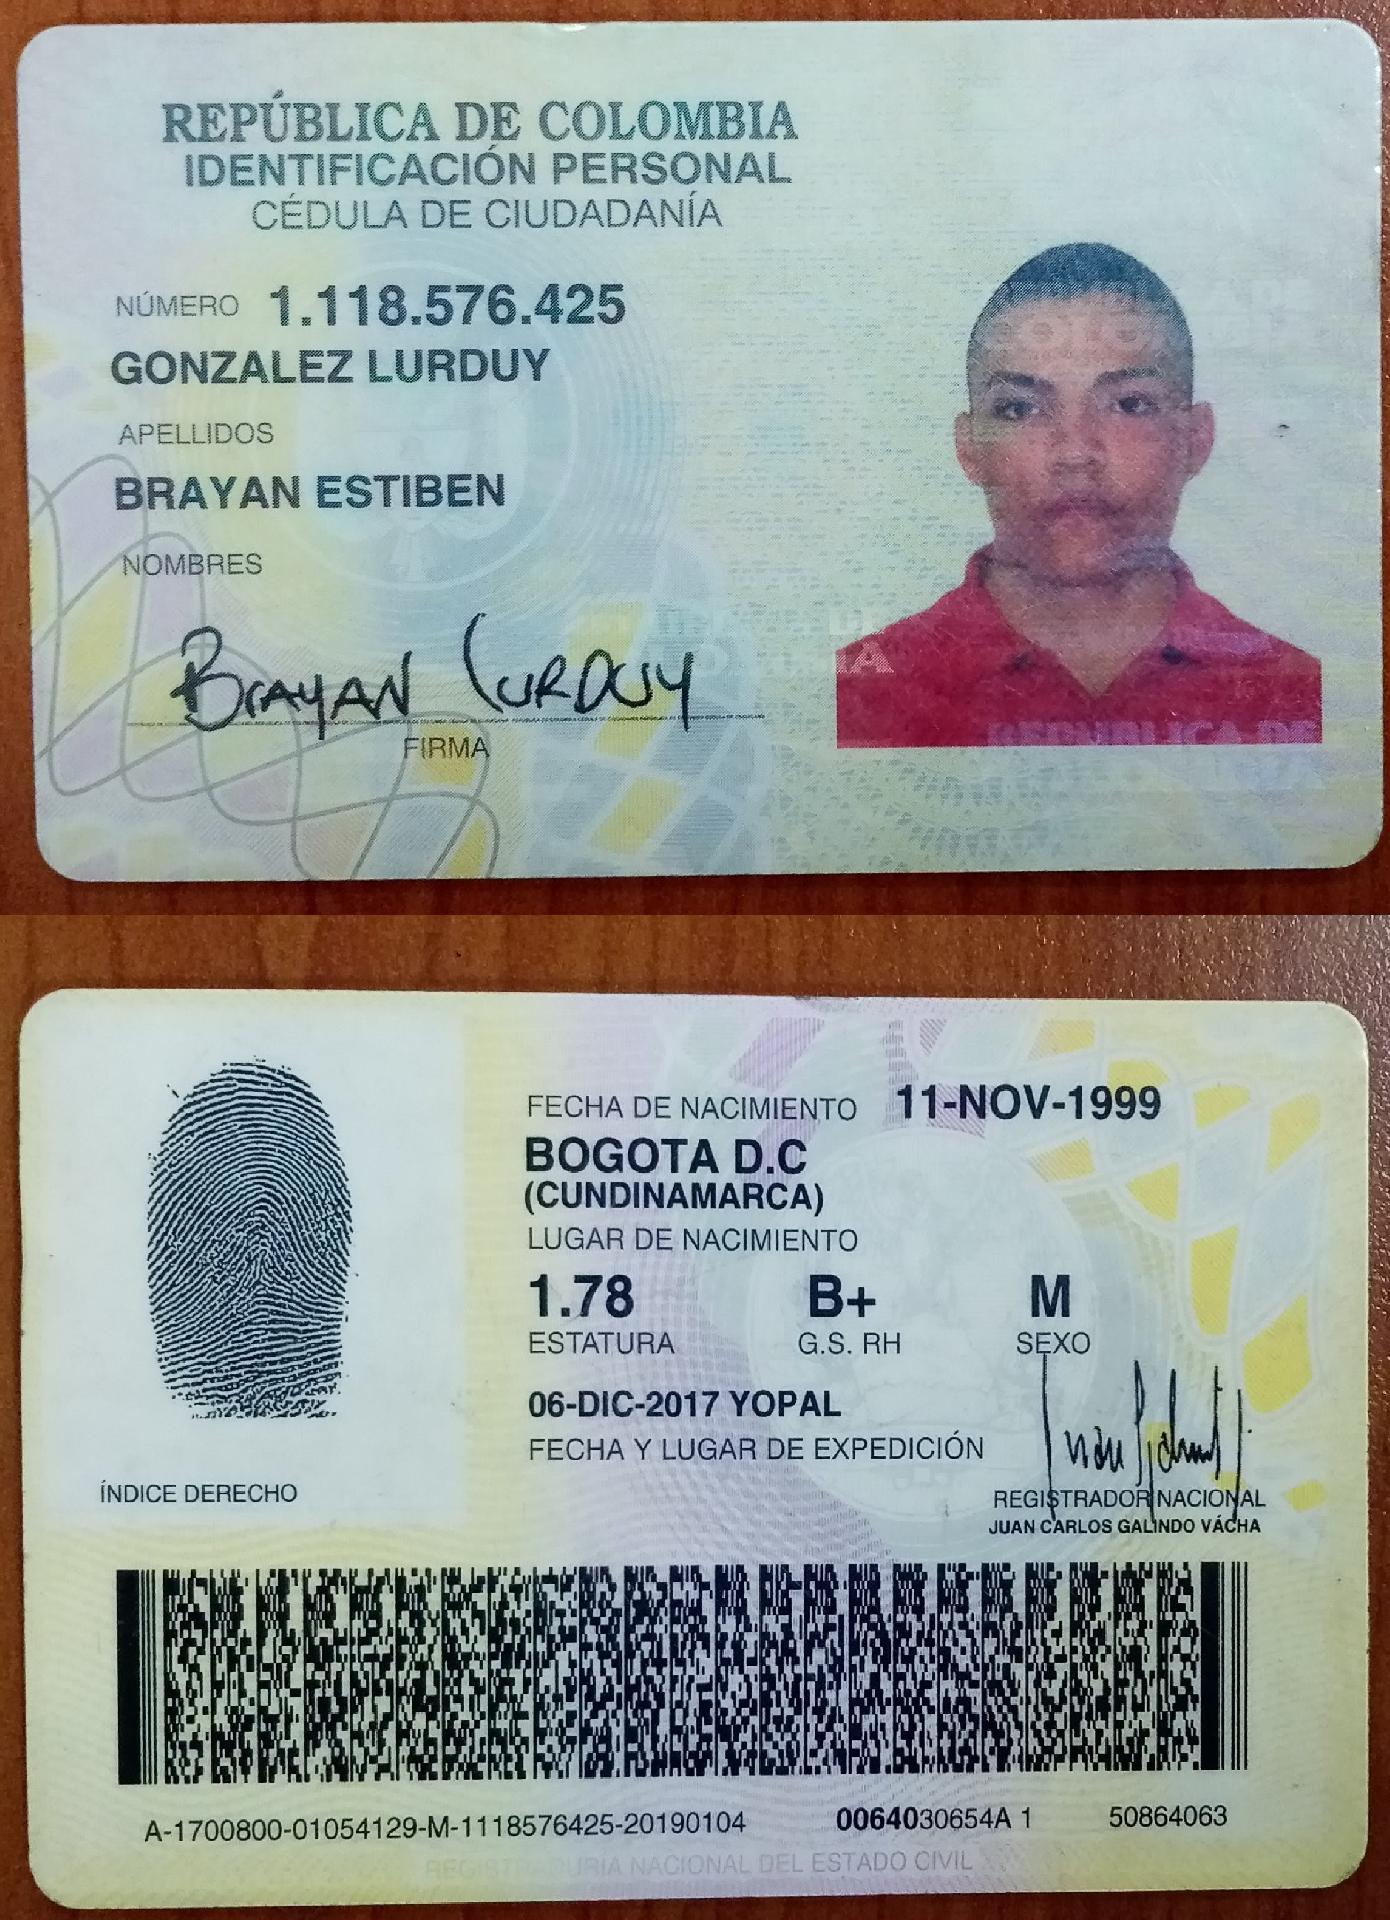 REPÚBLICA DE COLOMBIA
IDENTIFICACIÓN PERSONAL
CÉDULA DE CIUDADANÍA
NÚMERO 1.118.576.425
GONZALEZ LURDUY
APELLIDOS
BRAYAN ESTIBEN
NOMBRES
BRAYAN LURDUY
FIRMA
FECHA DE NACIMIENTO 11-NOV-1999
BOGOTA D.C
(CUNDINAMARCA)
LUGAR DE NACIMIENTO
1.78 B+ M
ESTATURA G.S. RH SEXO
06-DIC-2017 YOPAL
FECHA Y LUGAR DE EXPEDICIÓN
ÍNDICE DERECHO
REGISTRADOR NACIONAL
JUAN CARLOS GALINDO VÁCHA
A-1700800-01054129-M-1118576425-20190104 0064030654A 1 50864063
REGISTRADURIA NACIONAL DEL ESTADO CIVIL